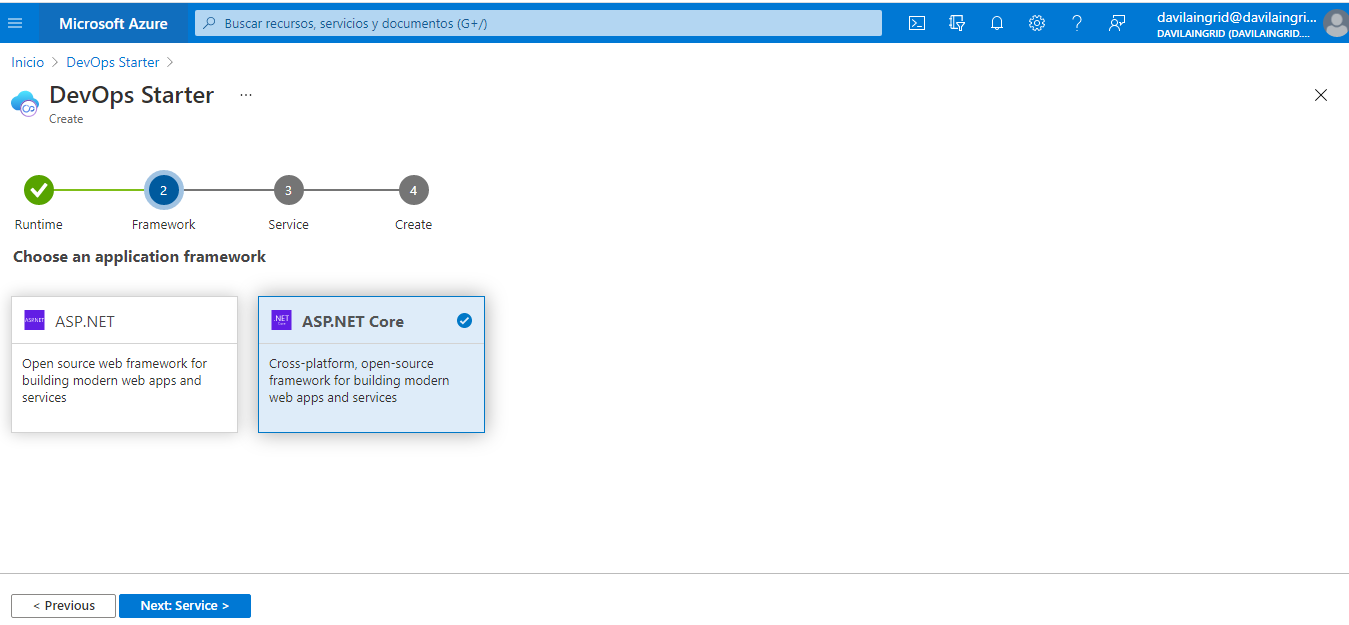 Microsoft Azure
Buscar recursos, servicios y documentos (G+/)
davilaingrid@davilaingri...
DAVILAINGRID (DAVILAINGRID....
Inicio > DevOps Starter >
DevOps Starter ...
Create
2 3 4
Runtime Framework Service Create
Choose an application framework
ASP.NET
ASP.NET
Open source web framework for
building modern web apps and
services
.NET
Core
ASP.NET Core
Cross-platform, open-source
framework for building modern
web apps and services
< Previous
Next: Service >